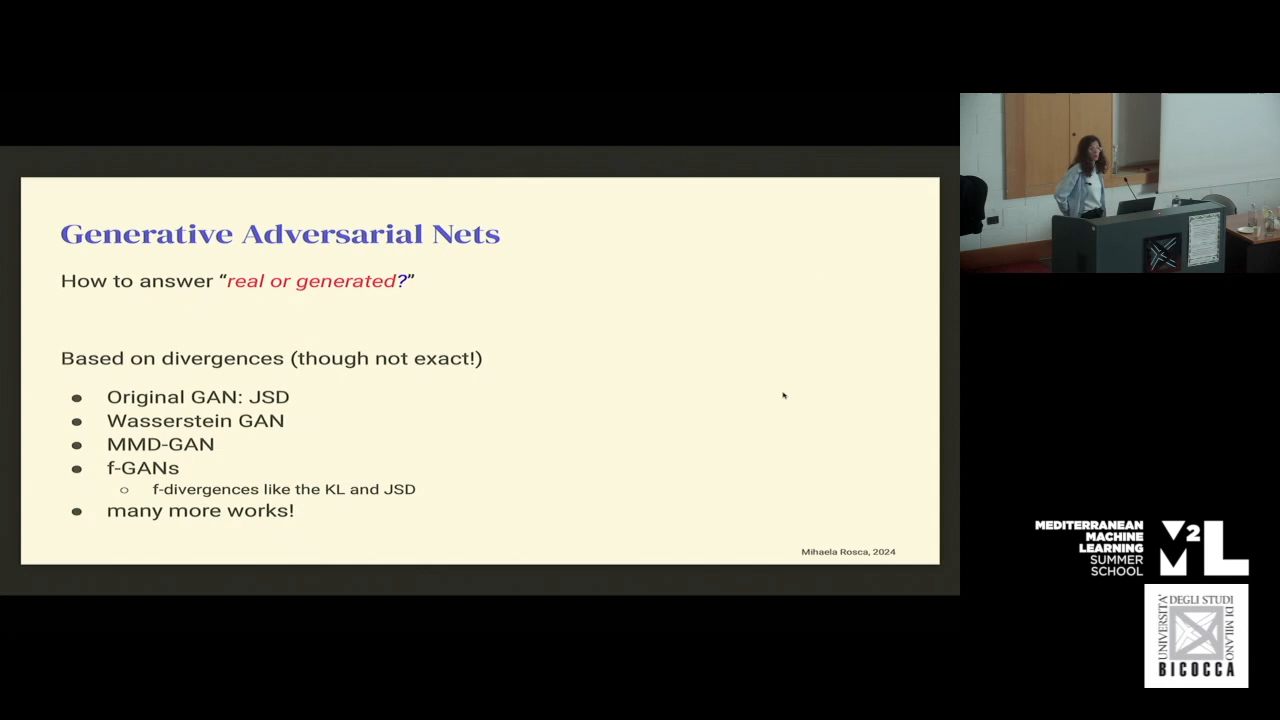 Generative Adversarial Nets
How to answer “real or generated?”
Based on divergences (though not exact!)
● Original GAN: JSD
● Wasserstein GAN
● MMD-GAN
● f-GANs
○ f-divergences like the KL and JSD
● many more works!
Mihaela Rosca, 2024
MEDITERRANEAN
MACHINE
LEARNING
SUMMER
SCHOOL
M2L
UNIVERSITA'
DEGLI STUDI
DI MILANO
BICOCCA